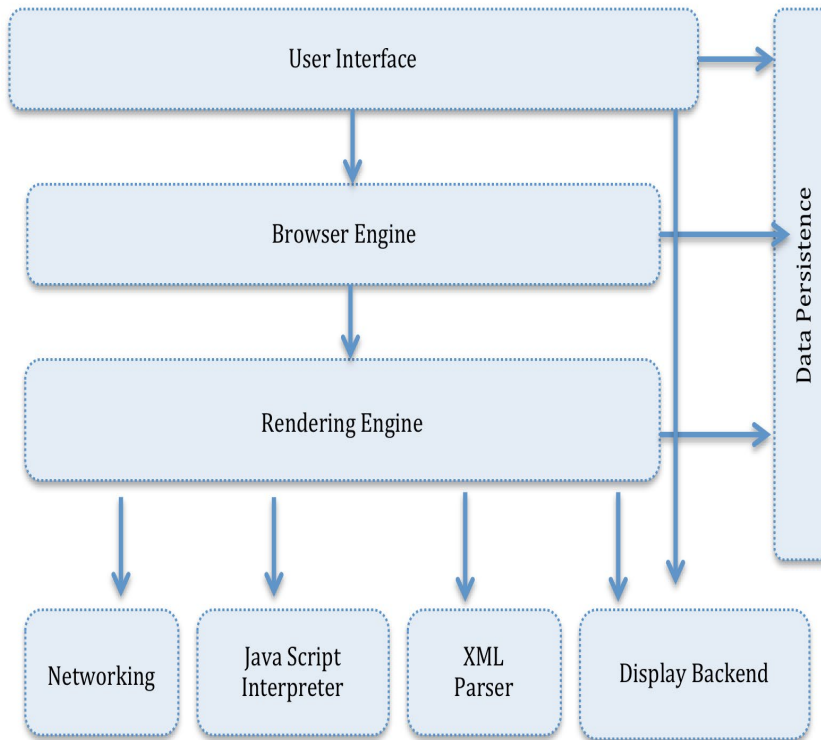 User Interface
Browser Engine
Data Persistence
Rendering Engine
Networking
Java Script
Interpreter
XML
Parser
Display Backend